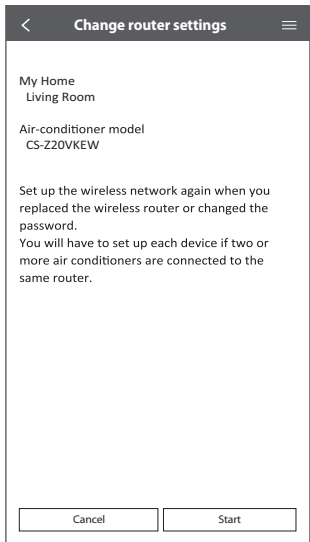 Change router settings
My Home
Living Room
Air-conditioner model
CS-Z20VKEW
Set up the wireless network again when you
replaced the wireless router or changed the
password.
You will have to set up each device if two or
more air conditioners are connected to the
same router.
Cancel
Start